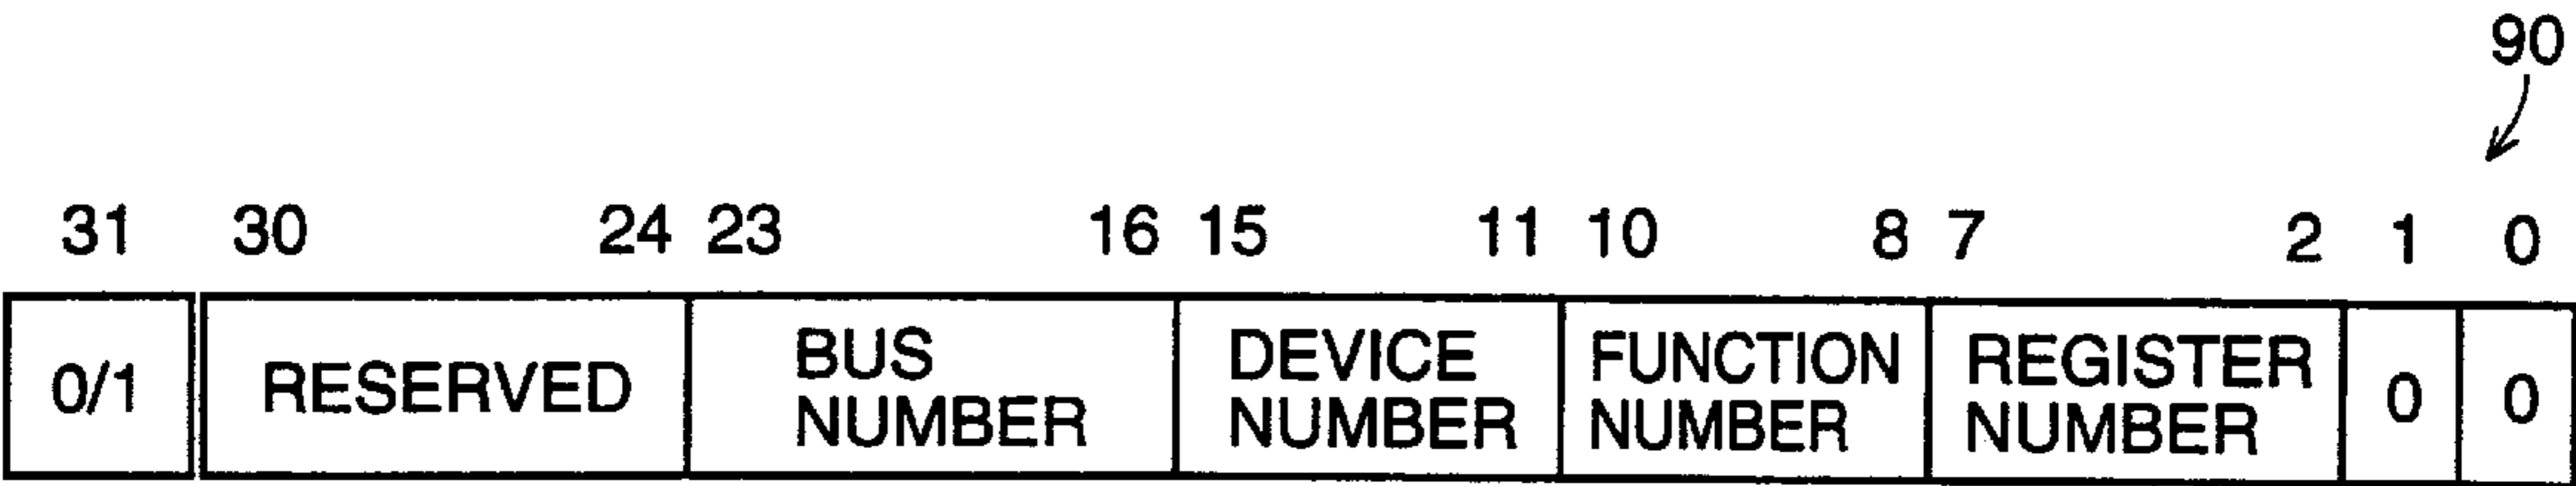 90
31 30 24 23 16 15 11 10 8 7 2 1 0
0/1 RESERVED BUS NUMBER DEVICE NUMBER FUNCTION NUMBER REGISTER NUMBER 0 0